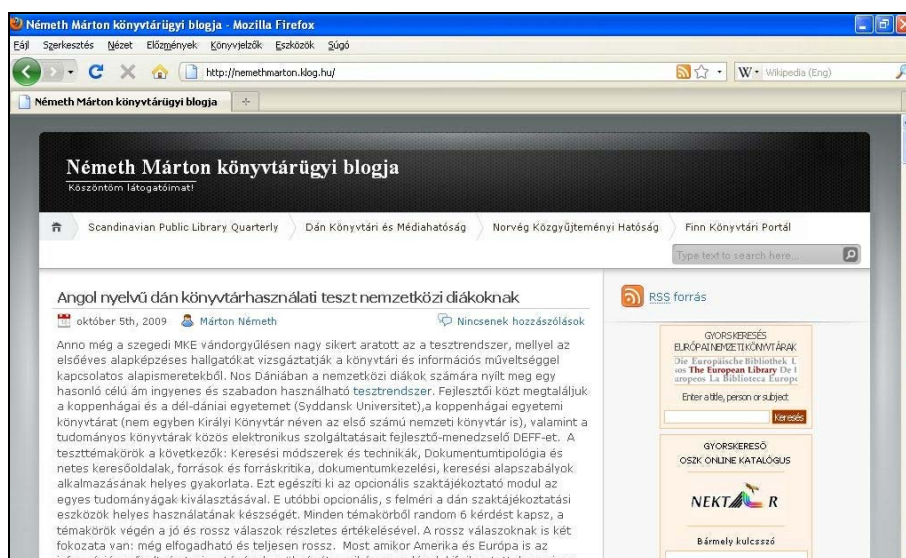 Németh Márton könyvtárügyi blogja - Mozilla Firefox
Fájl Szerkesztés Nézet Előzmények Könyvjelzők Eszközök Súgó
http://nemethmarton.klog.hu/
W Wikipedia (Eng)
Németh Márton könyvtárügyi blogja
Németh Márton könyvtárügyi blogja
Köszöntöm látogatóimat!
Scandinavian Public Library Quarterly Dán Könyvtári és Médiahatóság Norvég Közgyűjteményi Hatóság Finn Könyvtári Portál
Type text to search here...
Angol nyelvű dán könyvtárhasználati teszt nemzetközi diákoknak
október 5th, 2009 Márton Németh Nincsenek hozzászólások
Anno még a szegedi MKE vándorgyűlésen nagy sikert aratott az a tesztrendszer, mellyel az
elsőéves alapképzéses hallgatókat vizsgáztatják a könyvtári és információs műveltséggel
kapcsolatos alapismeretekből. Nos Dániában a nemzetközi diákok számára nyílt meg egy
hasonló célú ám ingyenes és szabadon használható tesztrendszer. Fejlesztői közt megtaláljuk
a koppenhágai és a dél-dániai egyetemet (Syddansk Universitet),a koppenhágai egyetemi
könyvtárat (nem egyben Királyi Könyvtár néven az első számú nemzeti könyvtár is), valamint a
tudományos könyvtárak közös elektronikus szolgáltatásait fejlesztő-menedzselő DEFF-et. A
teszttémakörök a következők: Keresési módszerek és technikák, Dokumentumtipológia és
netes keresőoldalak, források és forráskritika, dokumentumkezelési, keresési alapszabályok
alkalmazásának helyes gyakorlata. Ezt egészíti ki az opcionális szaktájékoztató modul az
egyes tudományágak kiválasztásával. E utóbbi opcionális, s felméri a dán szaktájékoztatási
eszközök helyes használatának készségét. Minden témakörből random 6 kérdést kapsz, a
témakörök végén a jó és rossz válaszok részletes értékelésével. A rossz válaszoknak is két
fokozata van: még elfogadható és teljesen rossz. Most amikor Amerika és Európa is az
RSS forrás
GYORSKERESÉS
EURÓPAI NEMZETI KÖNYVTÁRAK
Die Europäische Bibliothek L
ios The European Library De l
aropeos La Biblioteca Europe
Enter a title, person or subject
Keresés
GYORSKERESŐ
OSZK ONLINE KATALÓGUS
NEKTÁR
Bármely kulcsszó